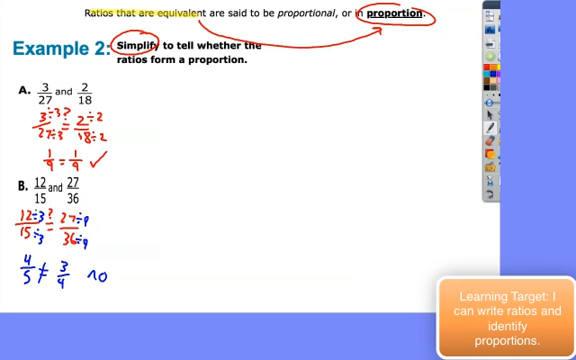 Ratios that are equivalent are said to be proportional, or in proportion.
Example 2: Simplify to tell whether the
ratios form a proportion.
A. 3/27 and 2/18
3÷3/27÷3 ?= 2÷2/18÷2
1/9 = 1/9 ✓
B. 12/15 and 27/36
12÷3/15÷3 ?= 27÷9/36÷9
4/5 ≠ 3/4 no
Learning Target: I
can write ratios and
identify
proportions.